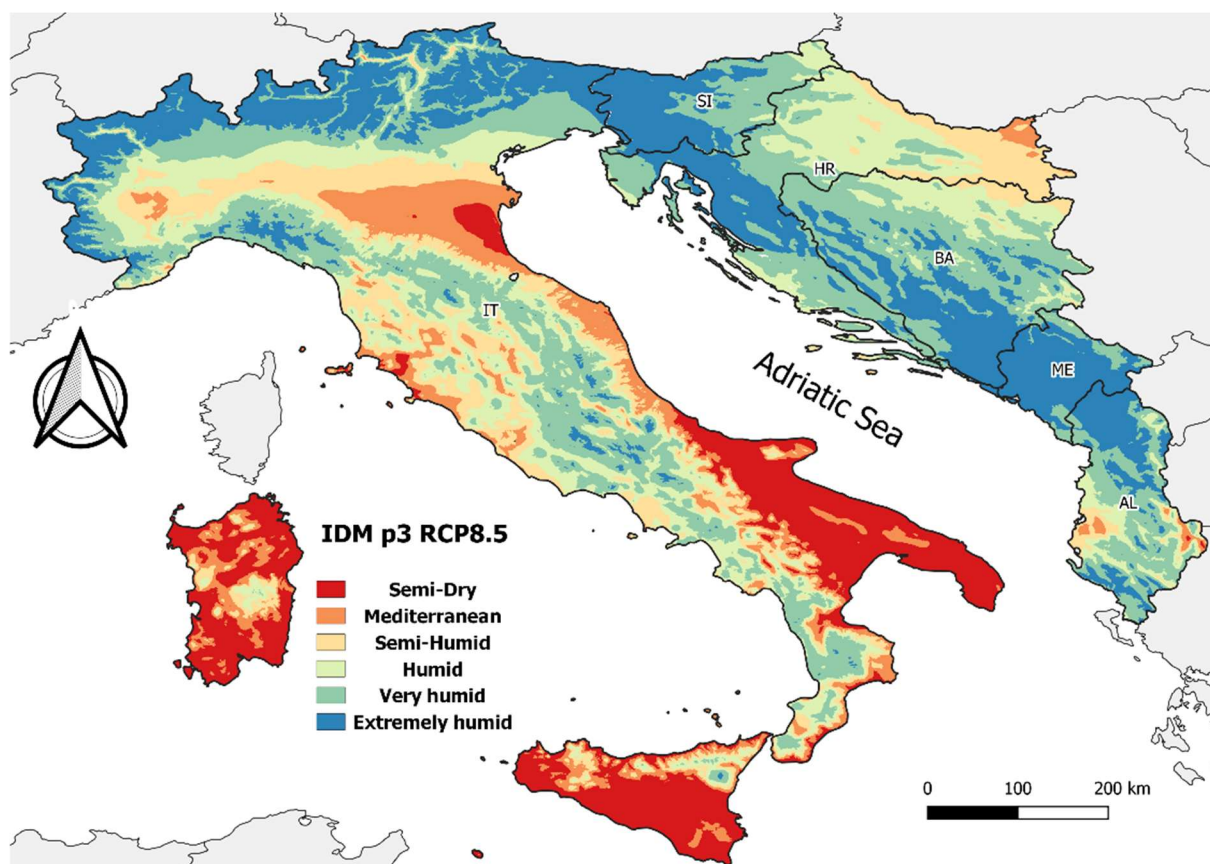 SI
HR
BA
IT
ME
Adriatic Sea
AL
IDM p3 RCP8.5
Semi-Dry
Mediterranean
Semi-Humid
Humid
Very humid
Extremely humid
0 100 200 km